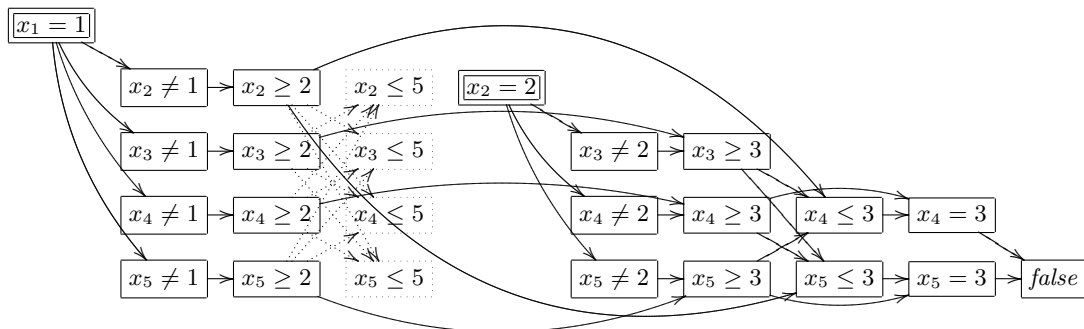 x₁ = 1
x₂ ≠ 1 x₂ ≥ 2 x₂ ≤ 5 x₂ = 2
x₃ ≠ 1 x₃ ≥ 2 x₃ ≤ 5 x₃ ≠ 2 x₃ ≥ 3
x₄ ≠ 1 x₄ ≥ 2 x₄ ≤ 5 x₄ ≠ 2 x₄ ≥ 3 x₄ ≤ 3 x₄ = 3
x₅ ≠ 1 x₅ ≥ 2 x₅ ≤ 5 x₅ ≠ 2 x₅ ≥ 3 x₅ ≤ 3 x₅ = 3 false